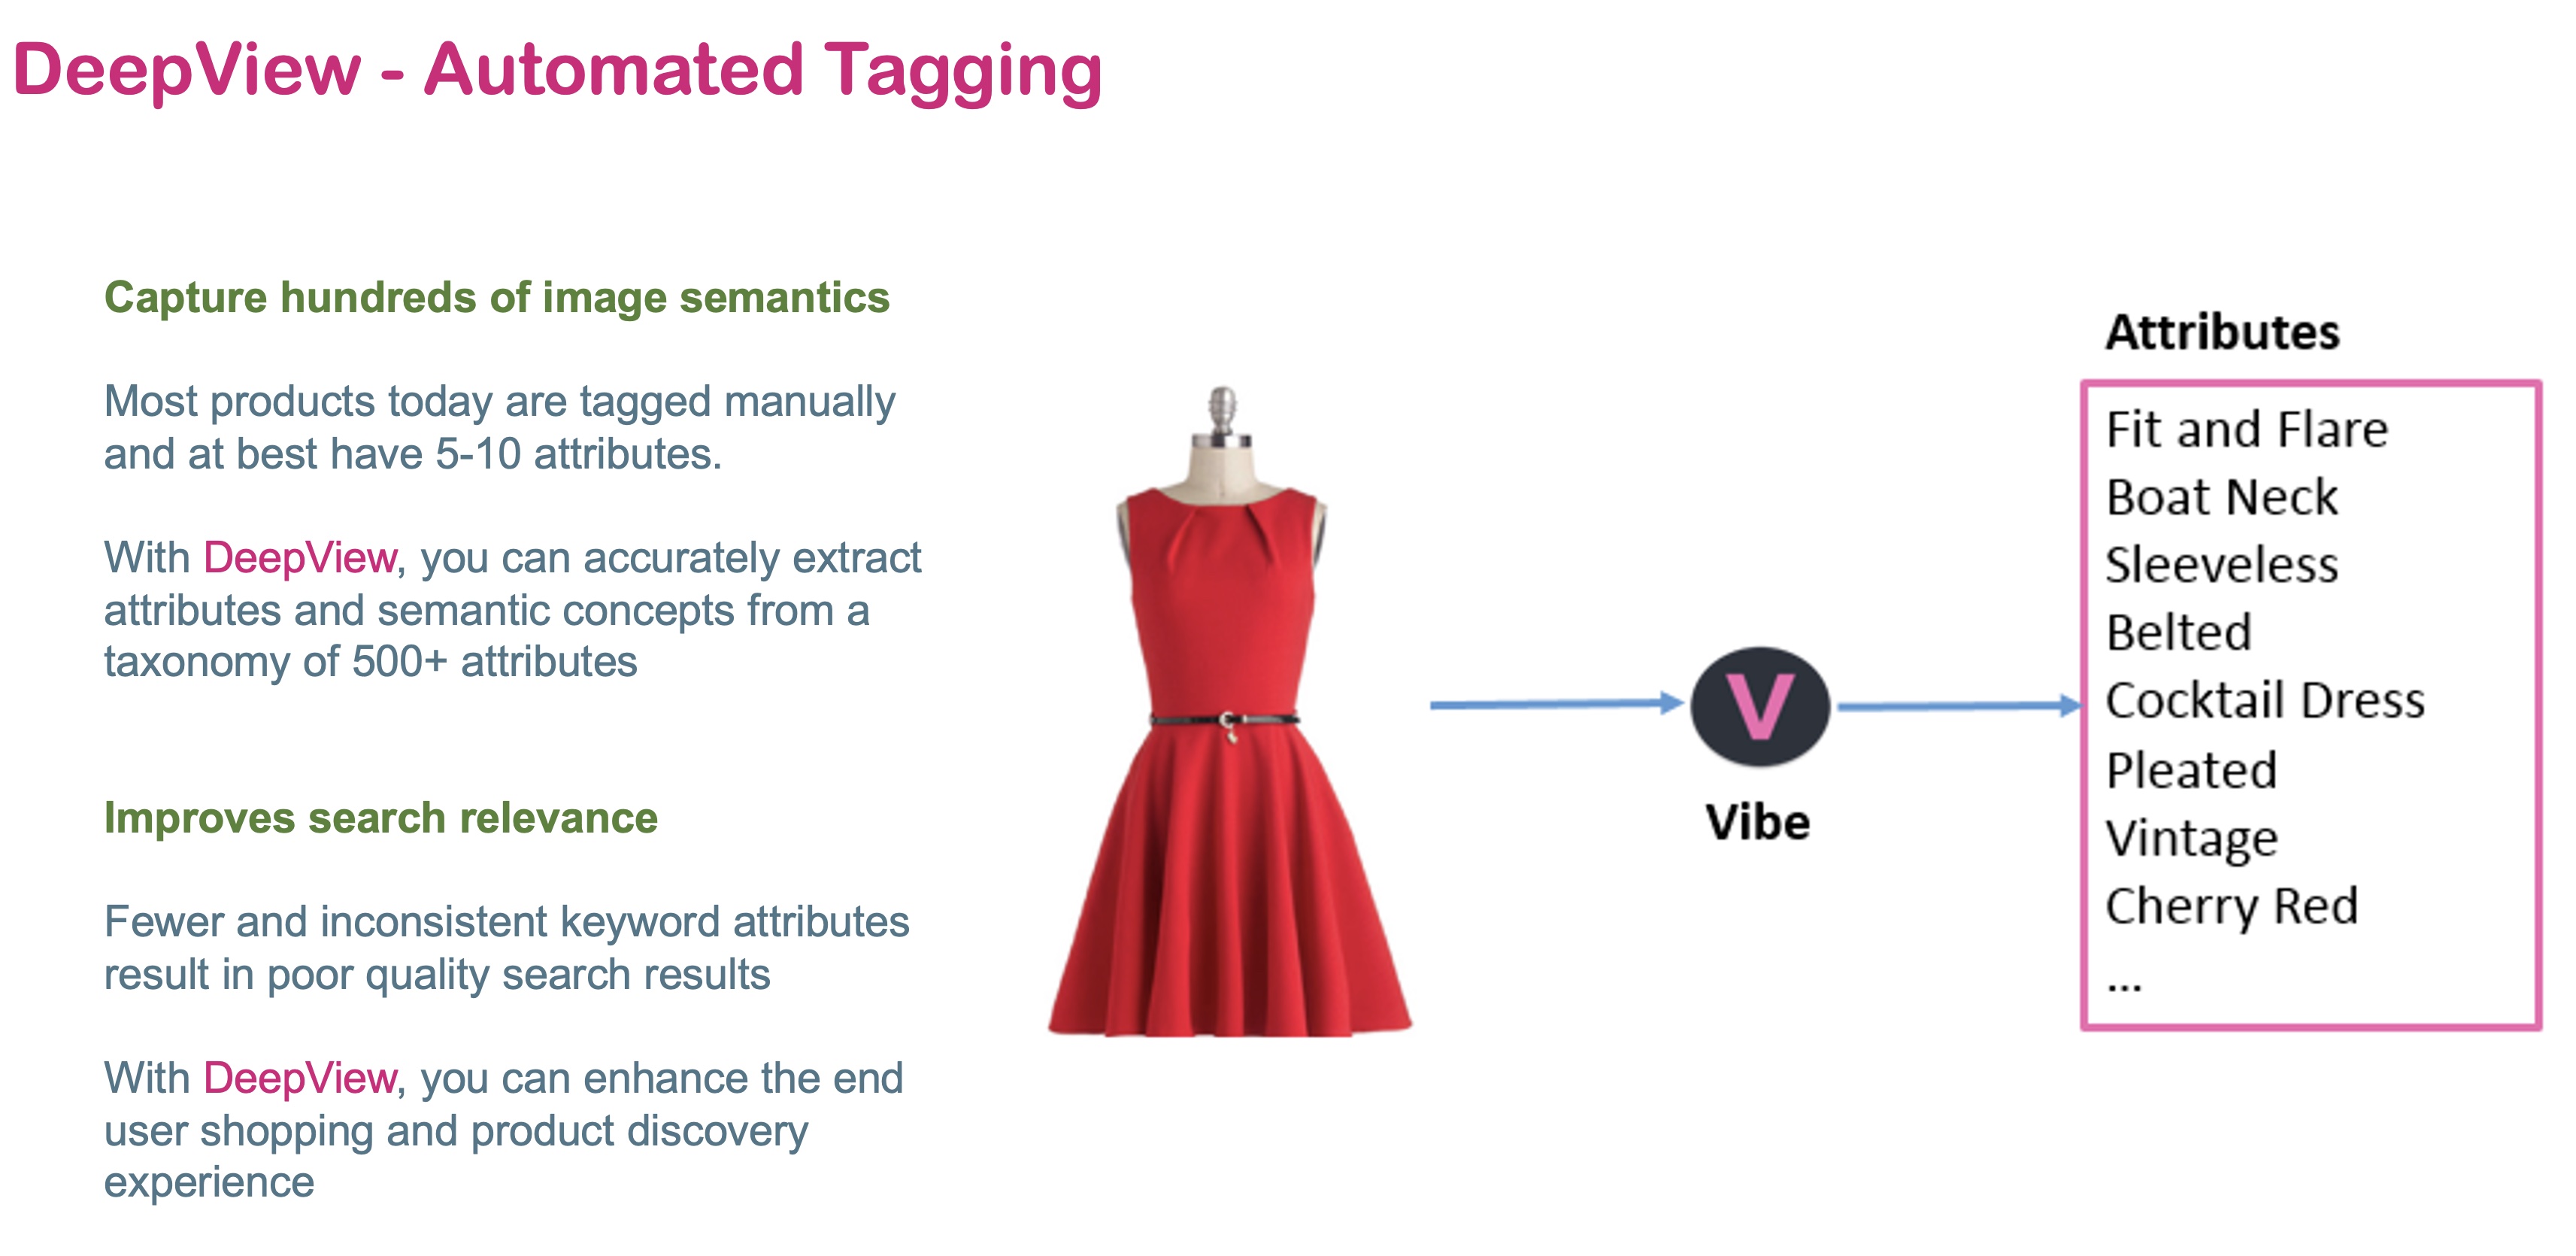 DeepView - Automated Tagging
Capture hundreds of image semantics
Most products today are tagged manually
and at best have 5-10 attributes.
With DeepView, you can accurately extract
attributes and semantic concepts from a
taxonomy of 500+ attributes
Improves search relevance
Fewer and inconsistent keyword attributes
result in poor quality search results
With DeepView, you can enhance the end
user shopping and product discovery
experience
V
Vibe
Attributes
Fit and Flare
Boat Neck
Sleeveless
Belted
Cocktail Dress
Pleated
Vintage
Cherry Red
...